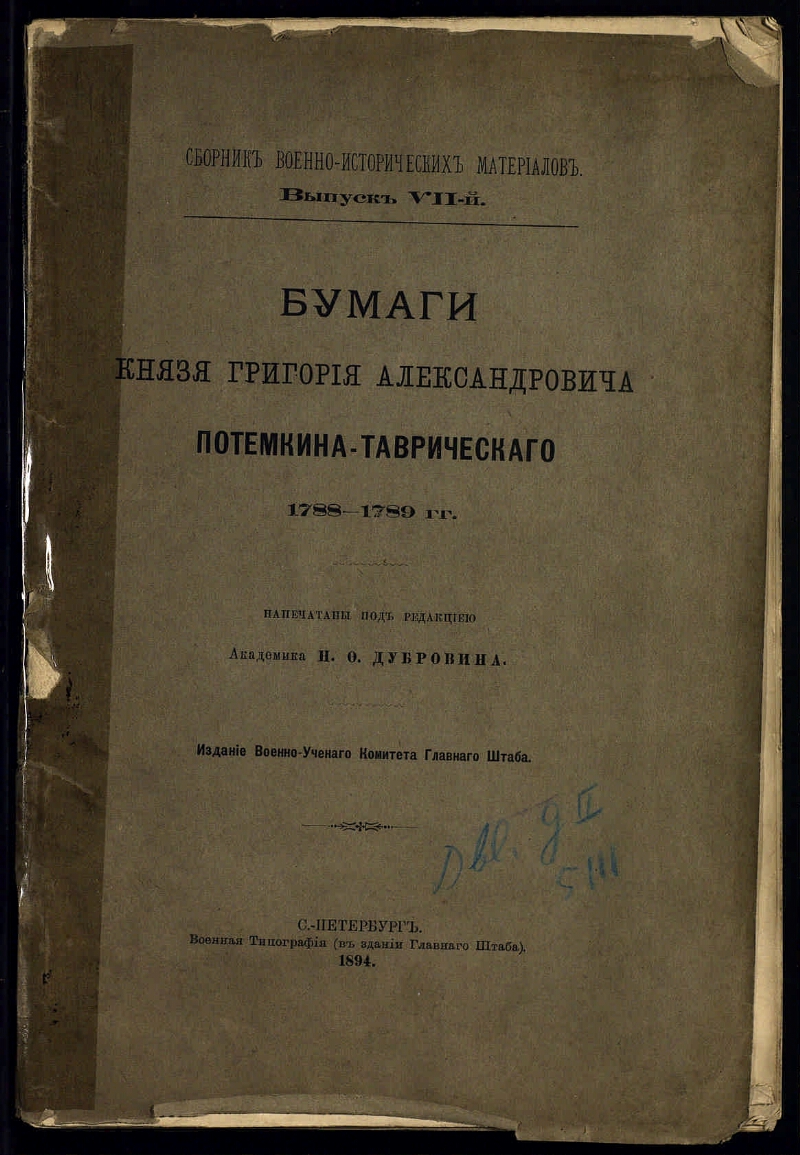 СБОРНИКЪ ВОЕННО-ИСТОРИЧЕСКИХЪ МАТЕРІАЛОВЪ.
Выпускъ VII-й.
БУМАГИ
КНЯЗЯ ГРИГОРІЯ АЛЕКСАНДРОВИЧА
ПОТЕМКИНА-ТАВРИЧЕСКАГО
1788—1789 гг.
НАПЕЧАТАНЫ ПОДЪ РЕДАКЦІЕЮ
Академика Н. Ѳ. ДУБРОВИНА.
Изданіе Военно-Ученаго Комитета Главнаго Штаба.
С.-ПЕТЕРБУРГЪ.
Военная Типографія (въ зданіи Главнаго Штаба).
1894.